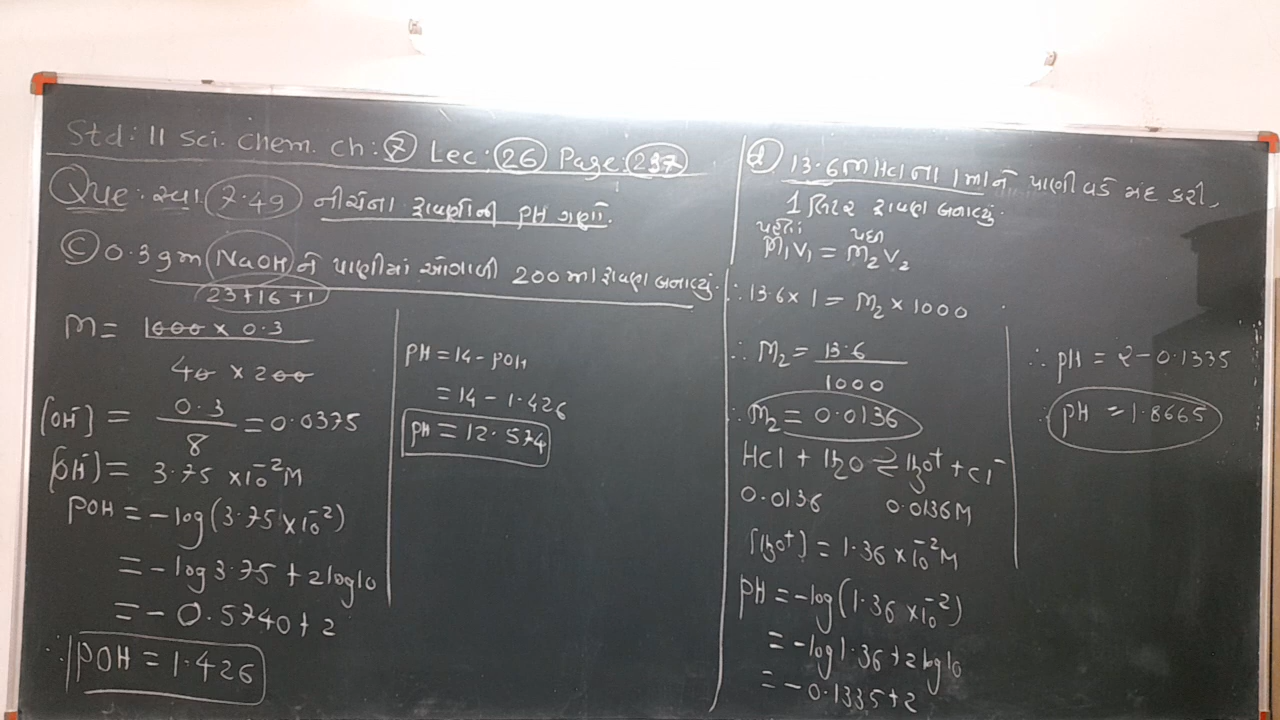 Std: 11 Sci. Chem. Ch: 7 Lec: 26 Page: 237
Que: સ્વા. 7.49 નીચેના દ્રાવણોની PH ગણો.
C 0.3 gm NaOH ને પાણીમાં ઓગાળી 200 ml દ્રાવણ બનાવ્યું.
23+16+1
M = 1000 × 0.3
40 × 200
[OH⁻] = 0.3 / 8 = 0.0375
[OH⁻] = 3.75 × 10⁻² M
POH = -log(3.75 × 10⁻²)
= -log 3.75 + 2log10
= -0.5740 + 2
∴ POH = 1.426
PH = 14 - POH
= 14 - 1.426
PH = 12.574
d 13.6 M HCl ના 1 ml ને પાણી વડે મંદ કરી,
1 લિટર દ્રાવણ બનાવ્યું.
પહેલાં પછી
M₁V₁ = M₂V₂
∴ 13.6 × 1 = M₂ × 1000
∴ M₂ = 13.6
1000
∴ M₂ = 0.0136
HCl + H₂O ⇌ H₃O⁺ + Cl⁻
0.0136 0.0136 M
[H₃O⁺] = 1.36 × 10⁻² M
PH = -log(1.36 × 10⁻²)
= -log 1.36 + 2log10
= -0.1335 + 2
∴ PH = 2 - 0.1335
∴ PH = 1.8665